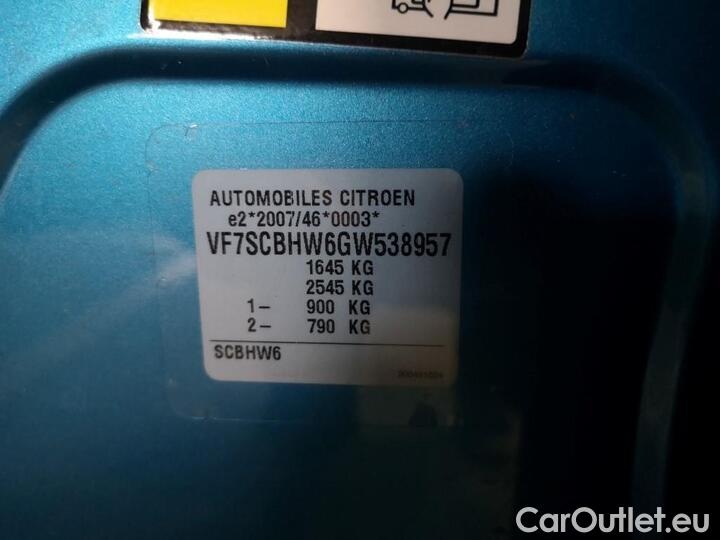 AUTOMOBILES CITROEN
e2*2007/46*0003*
VF7SCBHW6GW538957
1645 KG
2545 KG
1- 900 KG
2- 790 KG
SCBHW6
CarOutlet.eu